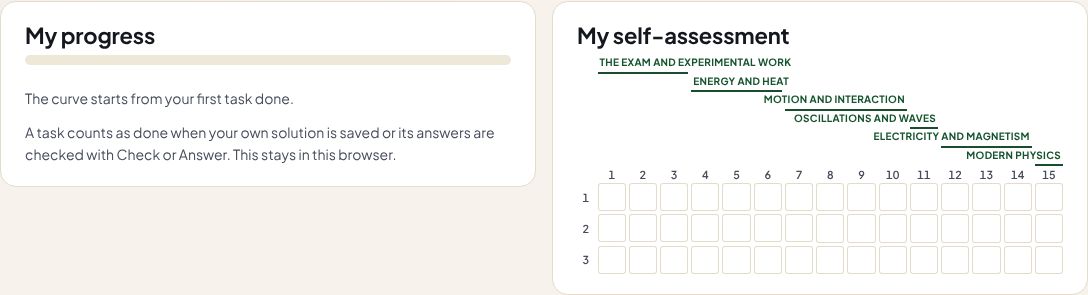 My progress
The curve starts from your first task done.
A task counts as done when your own solution is saved or its answers are
checked with Check or Answer. This stays in this browser.
My self-assessment
THE EXAM AND EXPERIMENTAL WORK
ENERGY AND HEAT
MOTION AND INTERACTION
OSCILLATIONS AND WAVES
ELECTRICITY AND MAGNETISM
MODERN PHYSICS
1 2 3 4 5 6 7 8 9 10 11 12 13 14 15
1
2
3